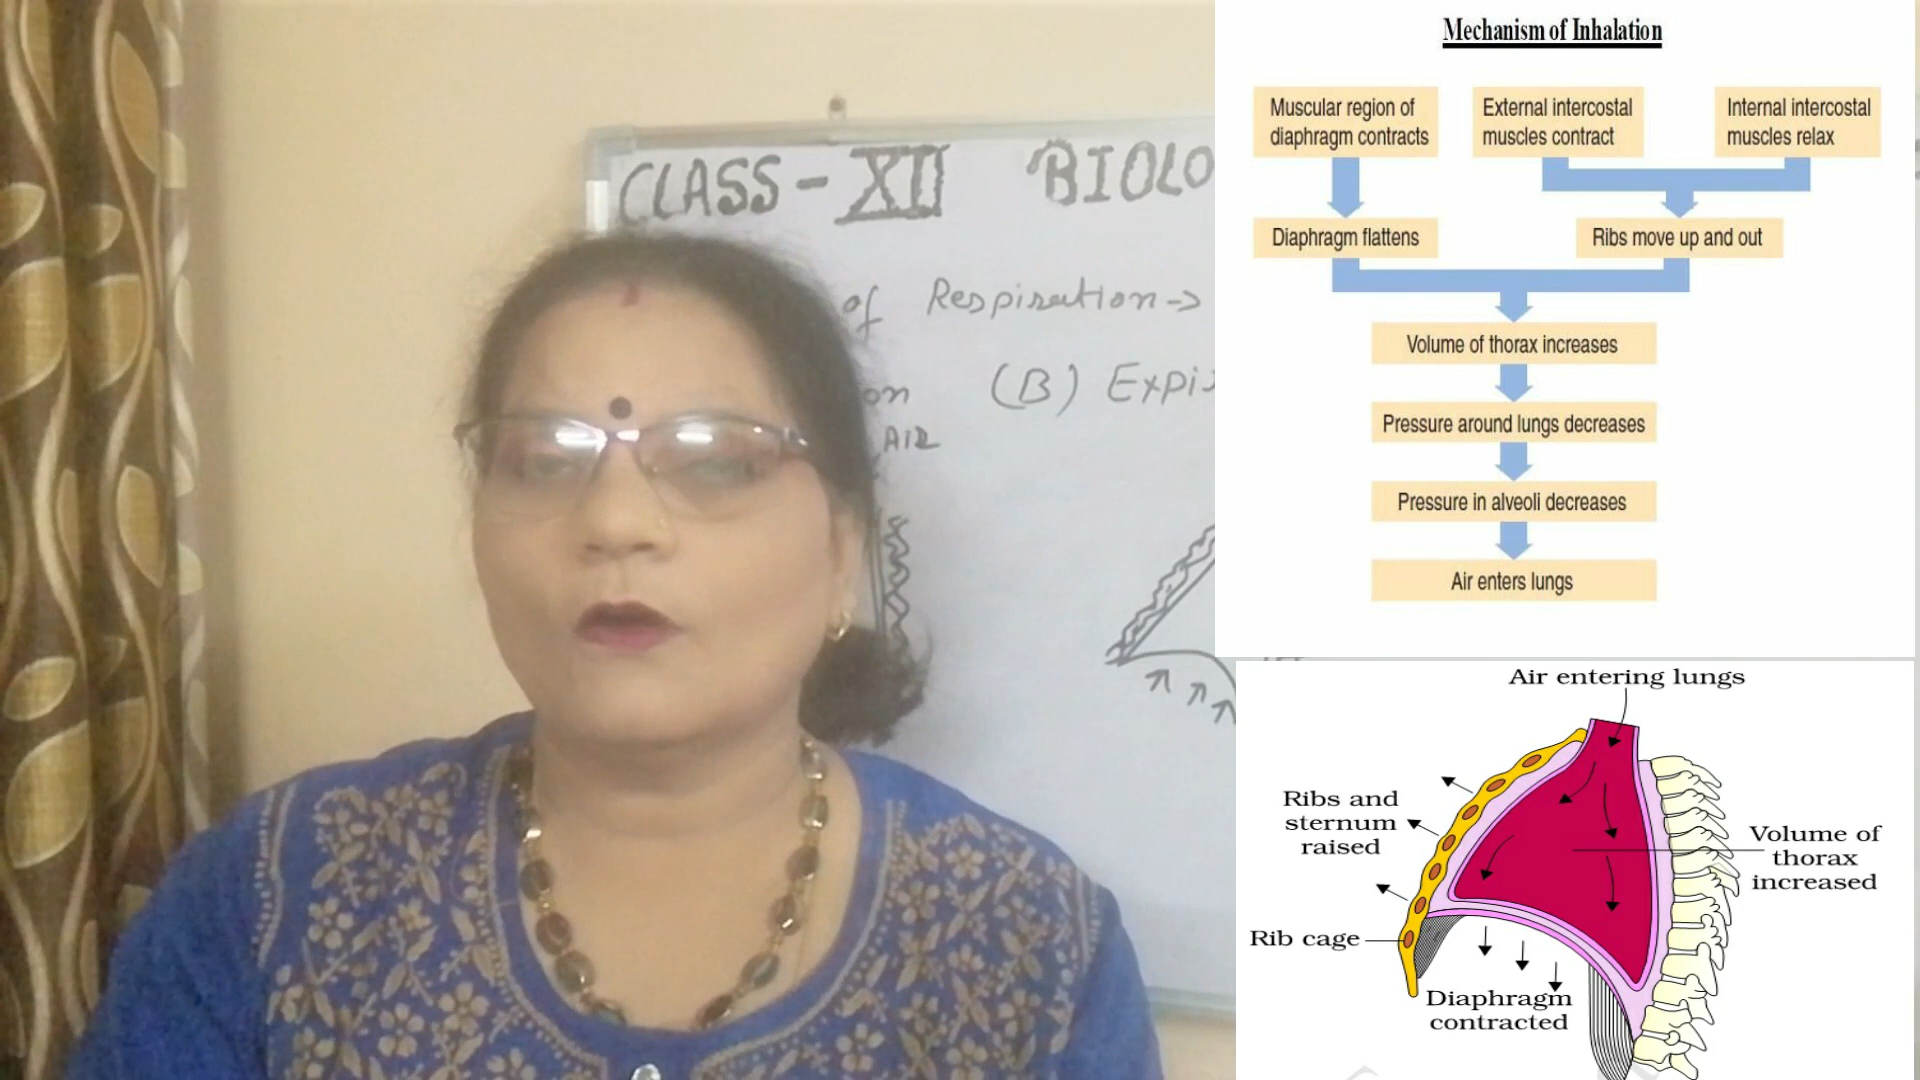 CLASS - XII BIOLO
of Respiration->
on (B) Expi
AIR
Mechanism of Inhalation
Muscular region of
diaphragm contracts
External intercostal
muscles contract
Internal intercostal
muscles relax
Diaphragm flattens
Ribs move up and out
Volume of thorax increases
Pressure around lungs decreases
Pressure in alveoli decreases
Air enters lungs
Air entering lungs
Ribs and
sternum
raised
Volume of
thorax
increased
Rib cage
Diaphragm
contracted